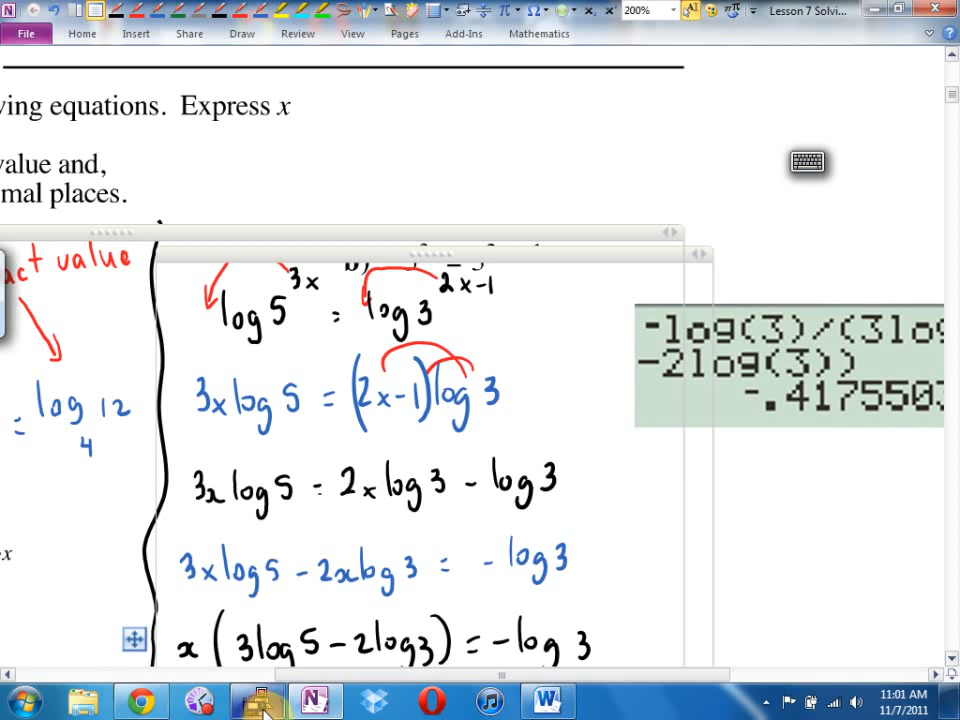 200%
Lesson 7 Solvi...
File Home Insert Share Draw Review View Pages Add-Ins Mathematics
ving equations. Express x
value and,
mal places.
act value
log 5^3x = log 3^2x-1
-log(3)/(3log
-2log(3))
-.417550
= log_4 12
3x log 5 = (2x-1) log 3
3x log 5 = 2x log 3 - log 3
x
3x log 5 - 2x log 3 = - log 3
x (3 log 5 - 2 log 3) = - log 3
11:01 AM
11/7/2011